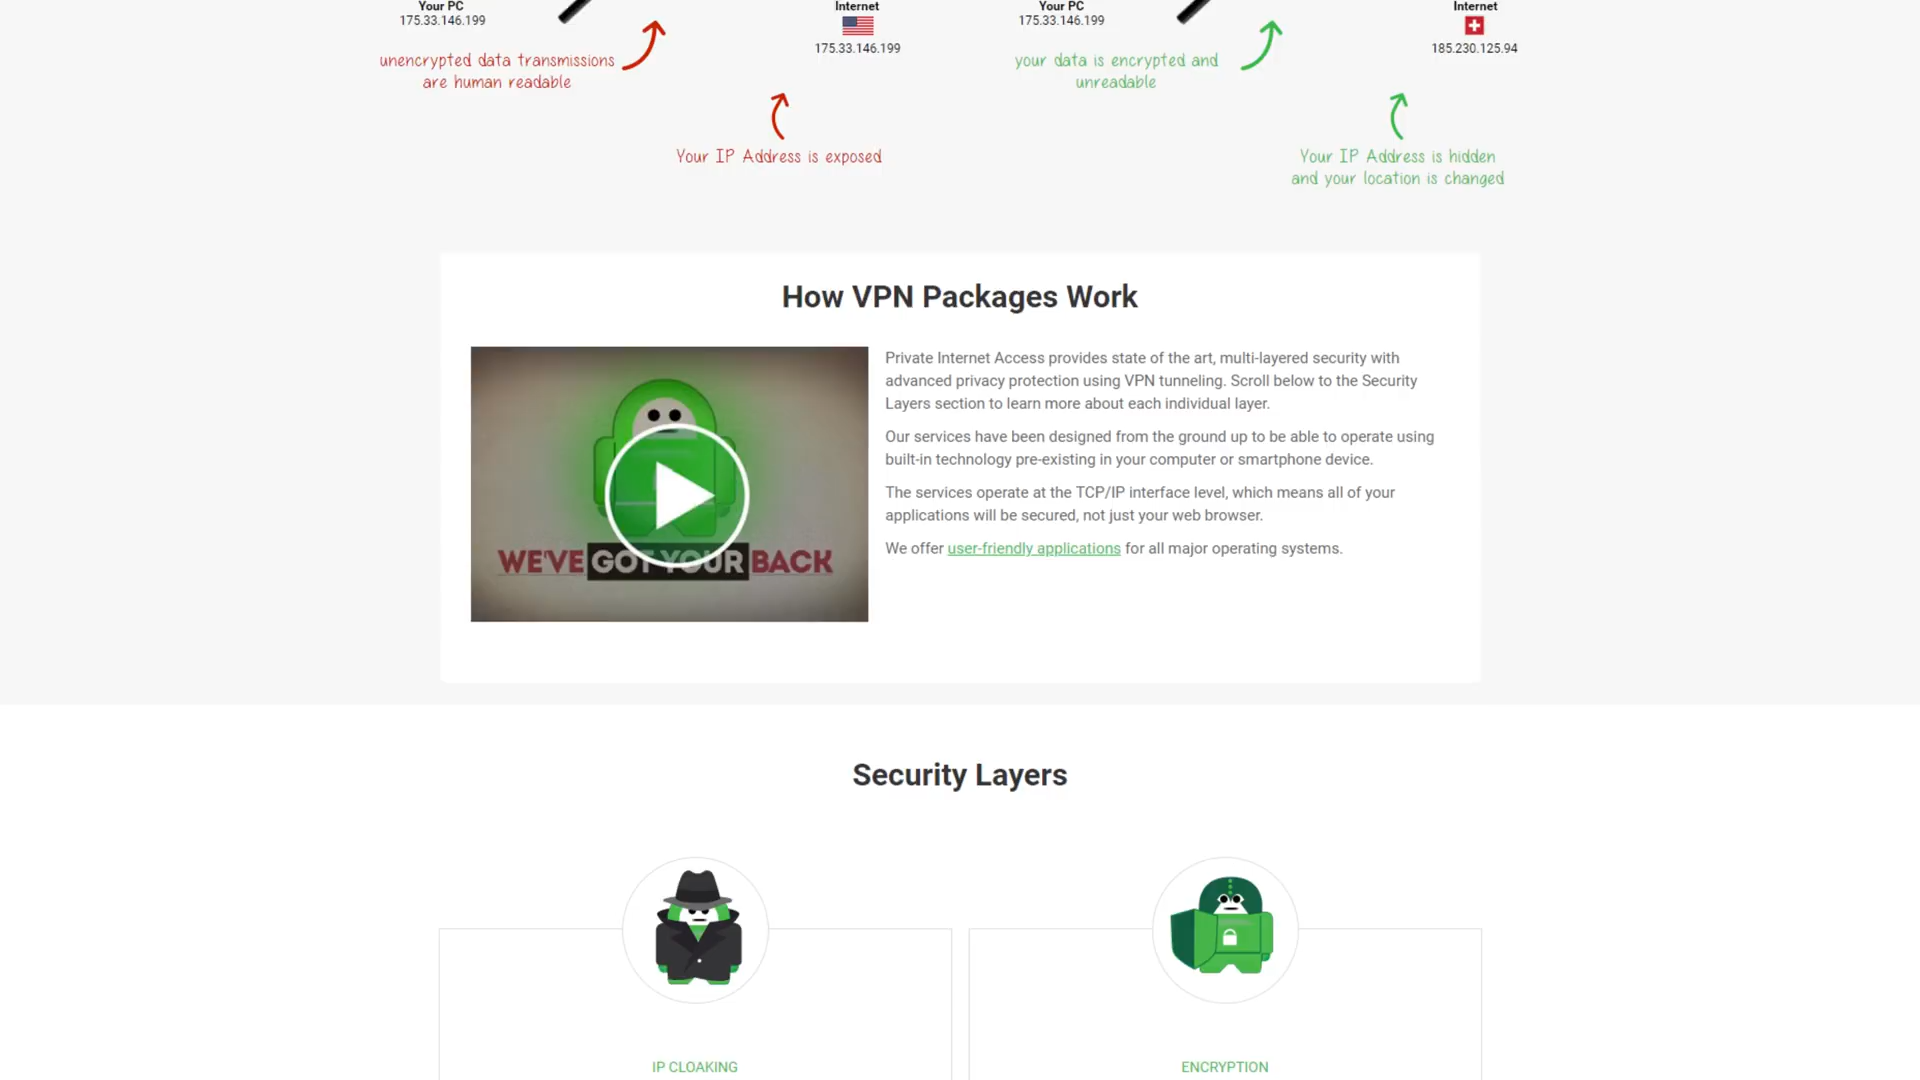 Your PC
175.33.146.199
Internet
175.33.146.199
unencrypted data transmissions
are human readable
Your IP Address is exposed
Your PC
175.33.146.199
Internet
185.230.125.94
your data is encrypted and
unreadable
Your IP Address is hidden
and your location is changed
How VPN Packages Work
WE'VE GOT YOUR BACK
Private Internet Access provides state of the art, multi-layered security with
advanced privacy protection using VPN tunneling. Scroll below to the Security
Layers section to learn more about each individual layer.
Our services have been designed from the ground up to be able to operate using
built-in technology pre-existing in your computer or smartphone device.
The services operate at the TCP/IP interface level, which means all of your
applications will be secured, not just your web browser.
We offer user-friendly applications for all major operating systems.
Security Layers
IP CLOAKING
ENCRYPTION